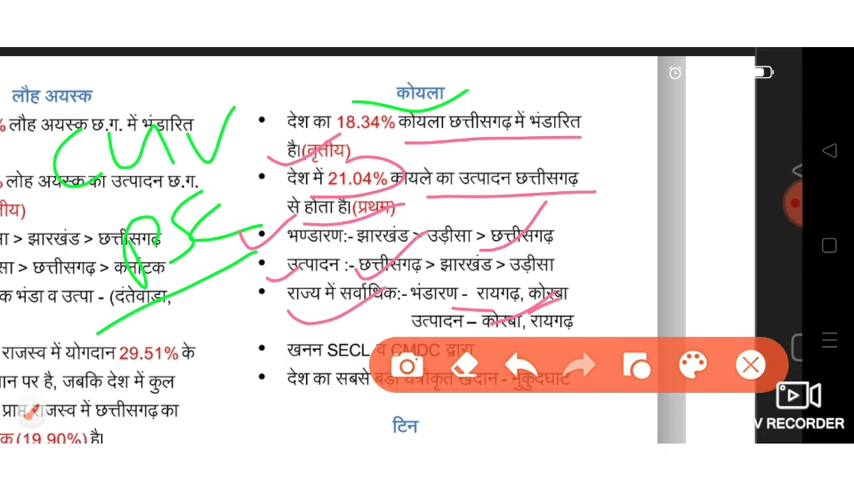 लौह अयस्क
% लौह अयस्क छ.ग. में भंडारित
% लोह अयस्क का उत्पादन छ.ग.
तीय)
सा > झारखंड > छत्तीसगढ़
सा > छत्तीसगढ़ > कर्नाटक
क भंडा व उत्पा - (दंतेवाड़ा,
राजस्व में योगदान 29.51% के
ान पर है, जबकि देश में कुल
प्राप्त राजस्व में छत्तीसगढ़ का
क (19.90%) है।
CGPSC
कोयला
• देश का 18.34% कोयला छत्तीसगढ़ में भंडारित
है।(तृतीय)
• देश में 21.04% कोयले का उत्पादन छत्तीसगढ़
से होता है।(प्रथम)
• भण्डारण:- झारखंड > उड़ीसा > छत्तीसगढ़
• उत्पादन :- छत्तीसगढ़ > झारखंड > उड़ीसा
• राज्य में सर्वाधिक:- भंडारण - रायगढ़, कोरबा
उत्पादन – कोरबा, रायगढ़
• खनन SECL व CMDC द्वारा
• देश का सबसे बड़ा यंत्रीकृत खदान - मुकुंदघाट
टिन
V RECORDER